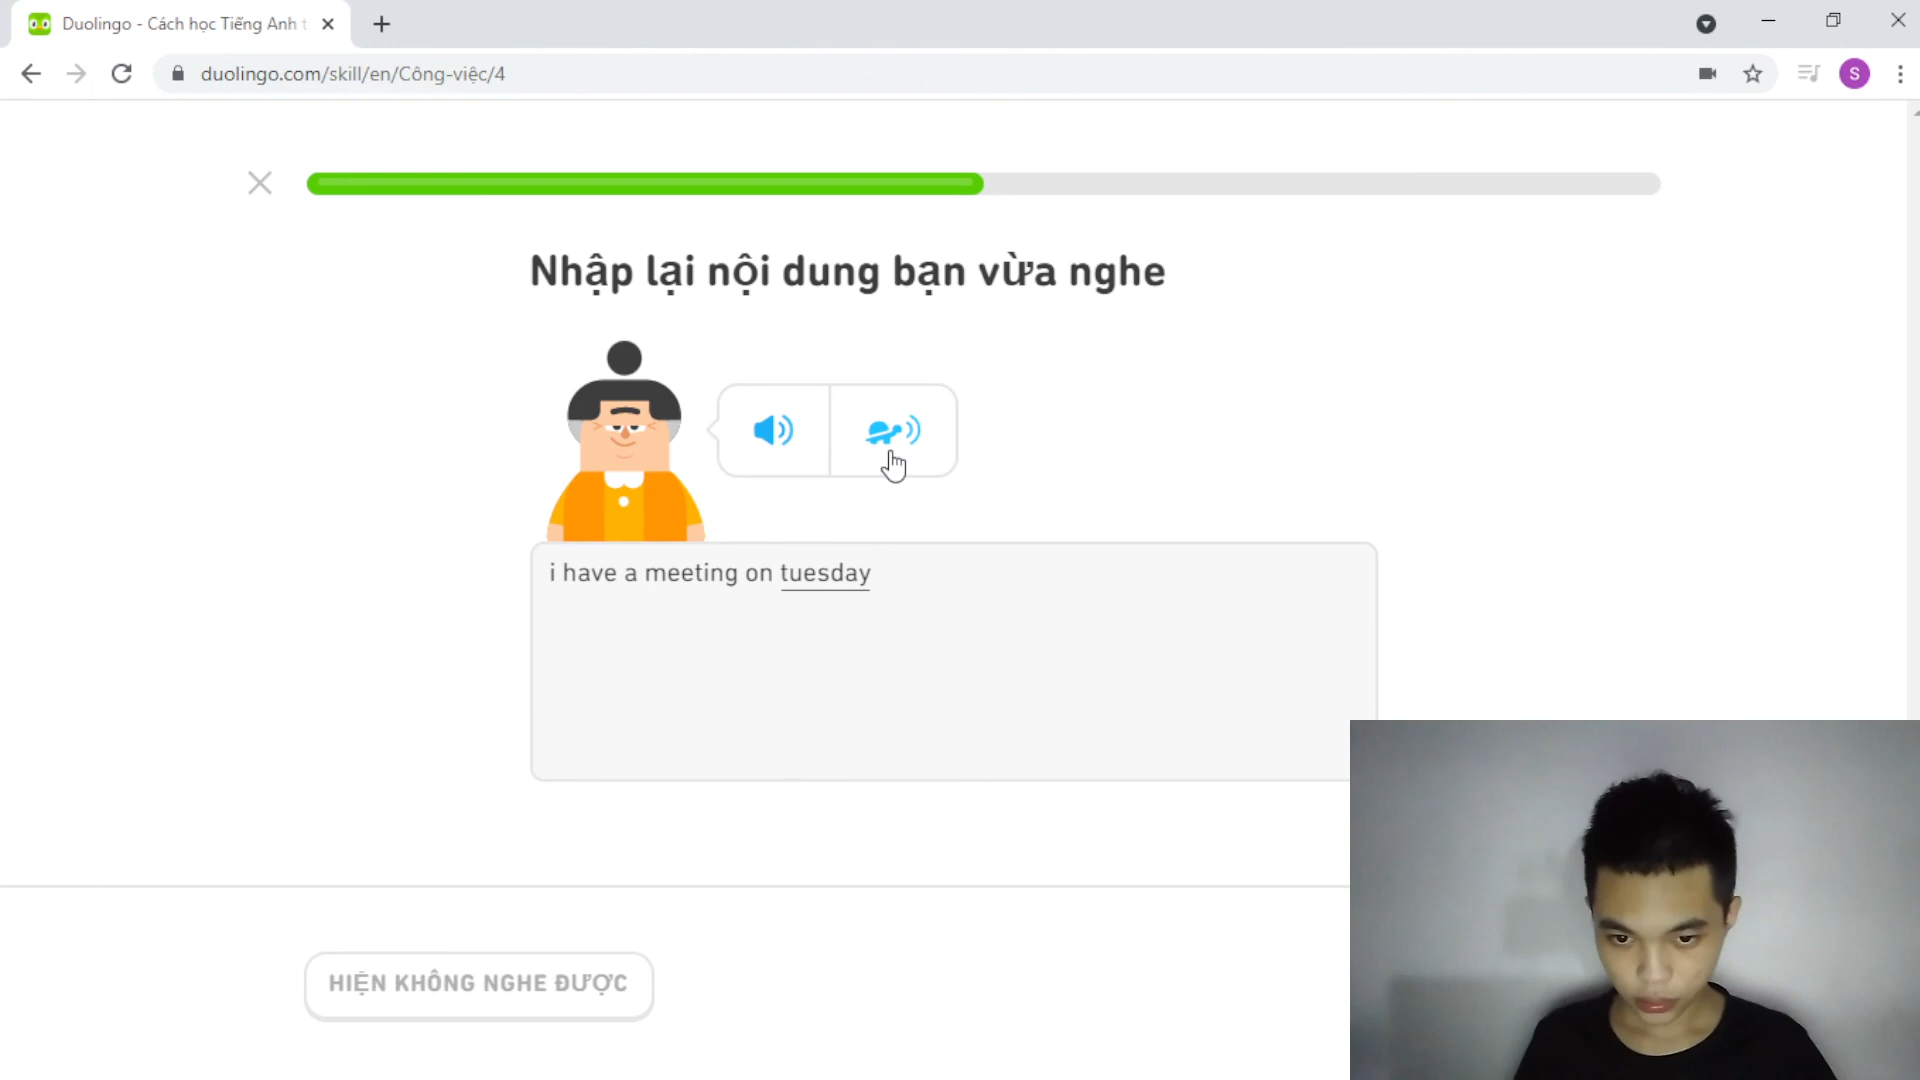 Duolingo - Cách học Tiếng Anh t
duolingo.com/skill/en/Công-việc/4
S
Nhập lại nội dung bạn vừa nghe
i have a meeting on tuesday
HIỆN KHÔNG NGHE ĐƯỢC